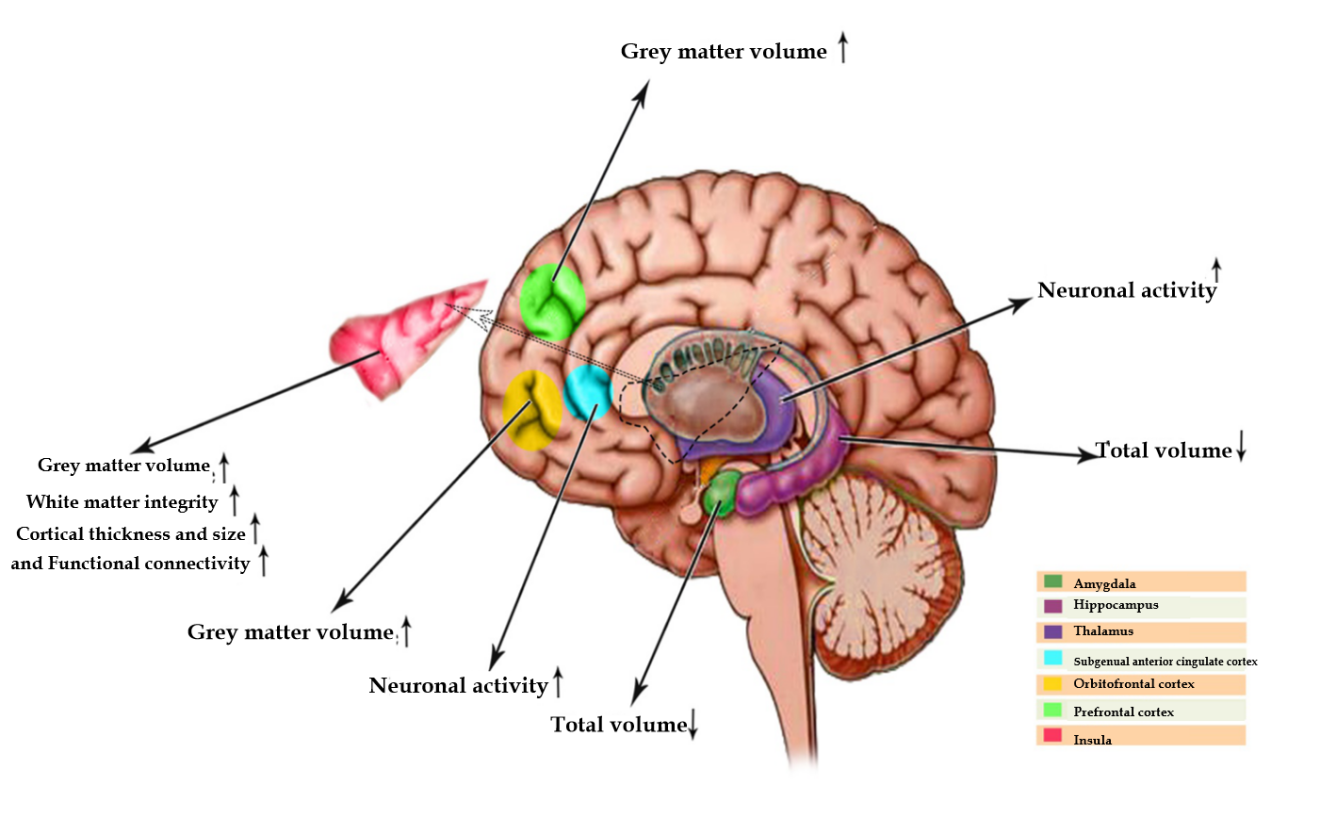 Grey matter volume ↑
Neuronal activity ↑
Total volume ↓
Grey matter volume ↑
White matter integrity ↑
Cortical thickness and size ↑
and Functional connectivity ↑
Grey matter volume ↑
Neuronal activity ↑
Total volume ↓
Amygdala
Hippocampus
Thalamus
Subgenual anterior cingulate cortex
Orbitofrontal cortex
Prefrontal cortex
Insula